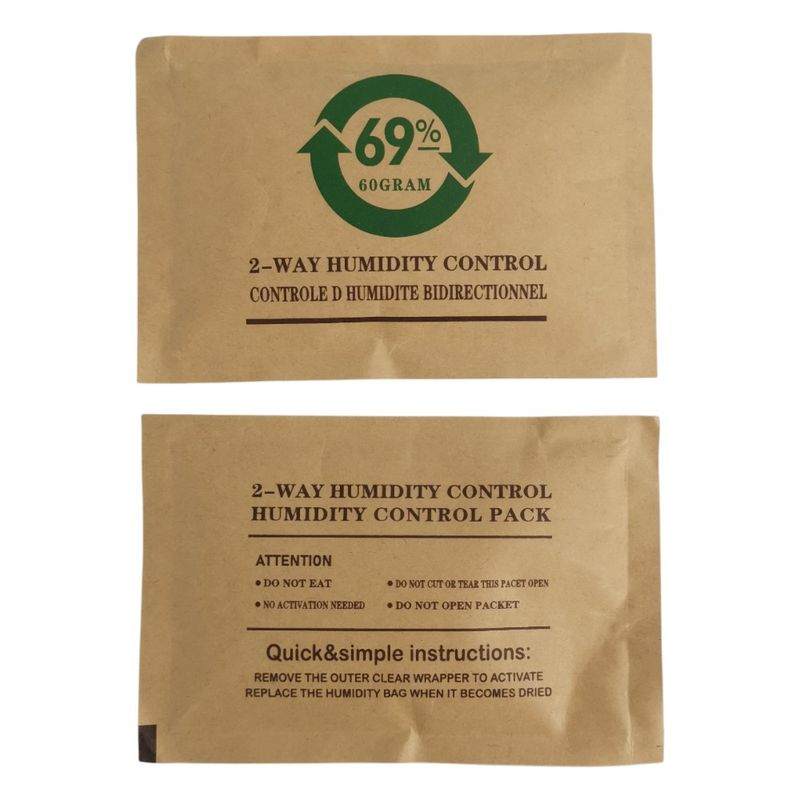 69%
60GRAM
2-WAY HUMIDITY CONTROL
CONTROLE D HUMIDITE BIDIRECTIONNEL
2-WAY HUMIDITY CONTROL
HUMIDITY CONTROL PACK
ATTENTION
• DO NOT EAT • DO NOT CUT OR TEAR THIS PACET OPEN
• NO ACTIVATION NEEDED • DO NOT OPEN PACKET
Quick&simple instructions:
REMOVE THE OUTER CLEAR WRAPPER TO ACTIVATE
REPLACE THE HUMIDITY BAG WHEN IT BECOMES DRIED